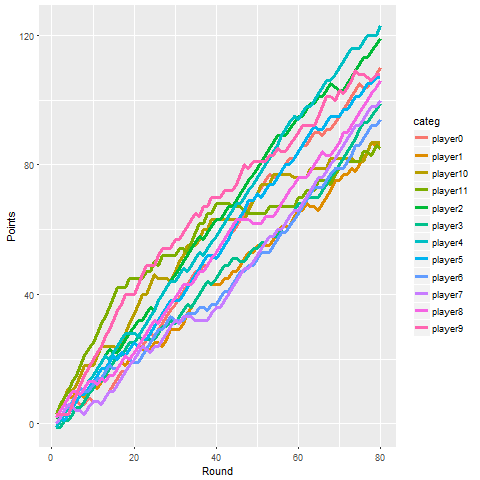 120
80
40
0
Points
0
20
40
60
80
Round
categ
player0
player1
player10
player11
player2
player3
player4
player5
player6
player7
player8
player9